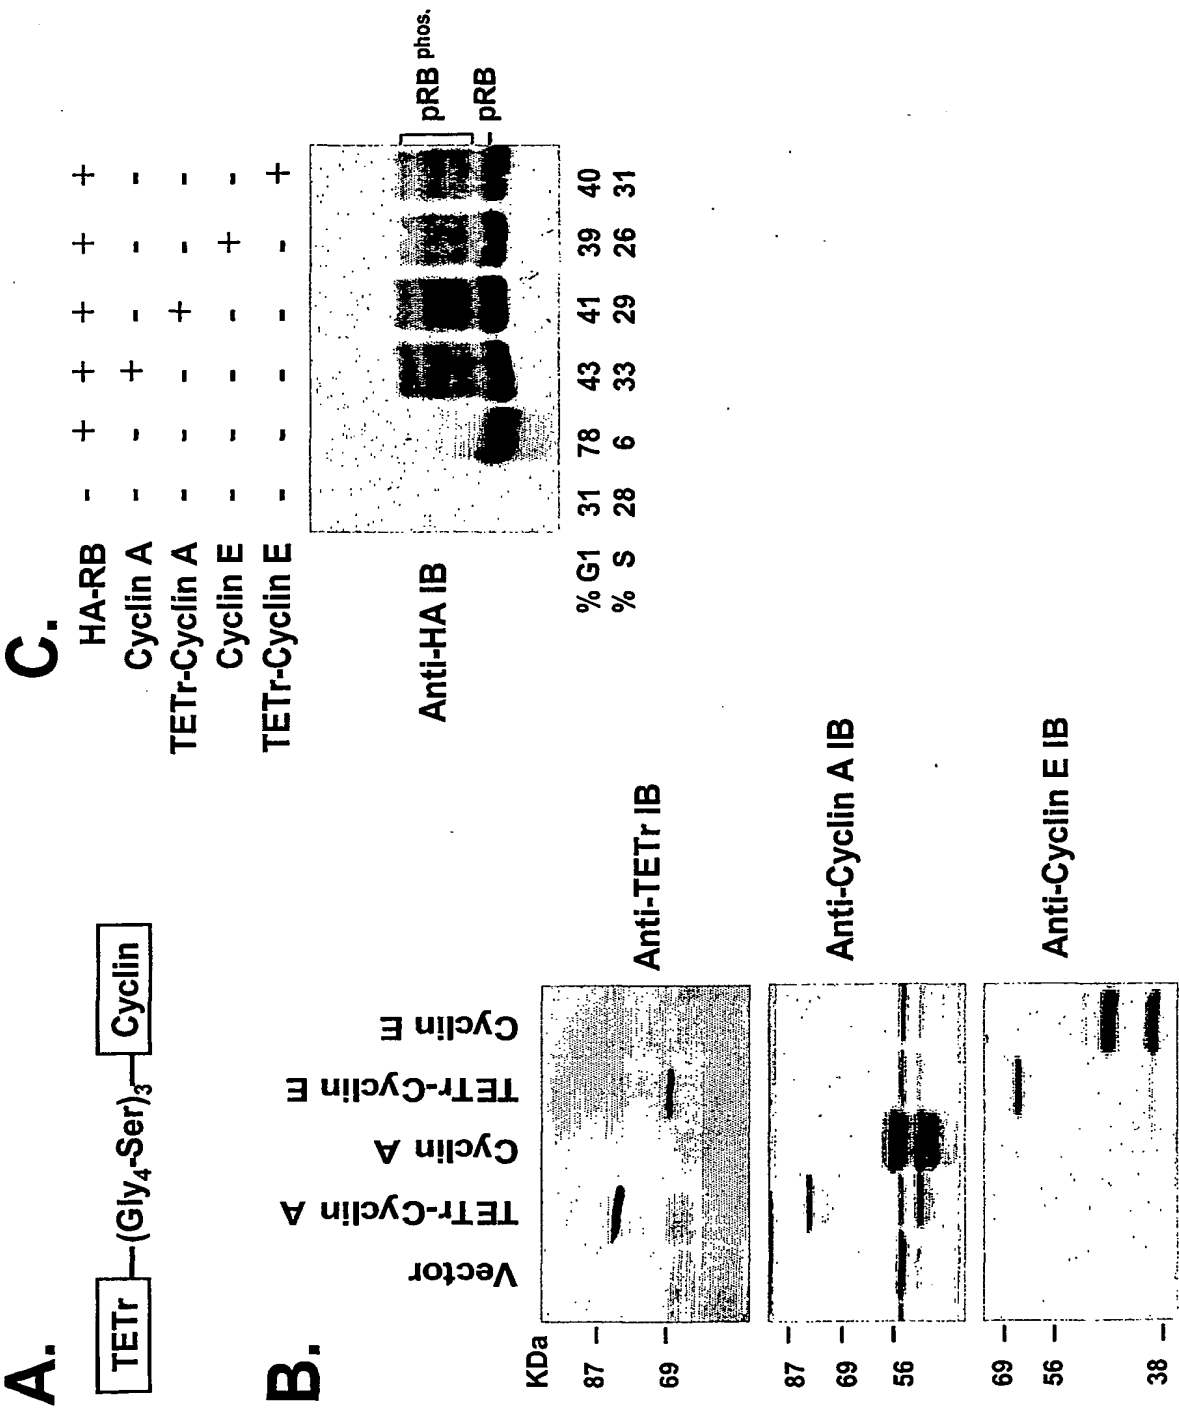 A.
TETr
(Gly4-Ser)3
Cyclin
B.
Vector
TETr-Cyclin A
Cyclin A
TETr-Cyclin E
Cyclin E
KDa
87
69
Anti-TETr IB
87
69
56
Anti-Cyclin A IB
69
56
38
Anti-Cyclin E IB
C.
HA-RB - + + + + +
Cyclin A - - + - - -
TETr-Cyclin A - - - + - -
Cyclin E - - - - + -
TETr-Cyclin E - - - - - +
Anti-HA IB
pRB phos.
pRB
% G1 31 78 43 41 39 40
% S 28 6 33 29 26 31